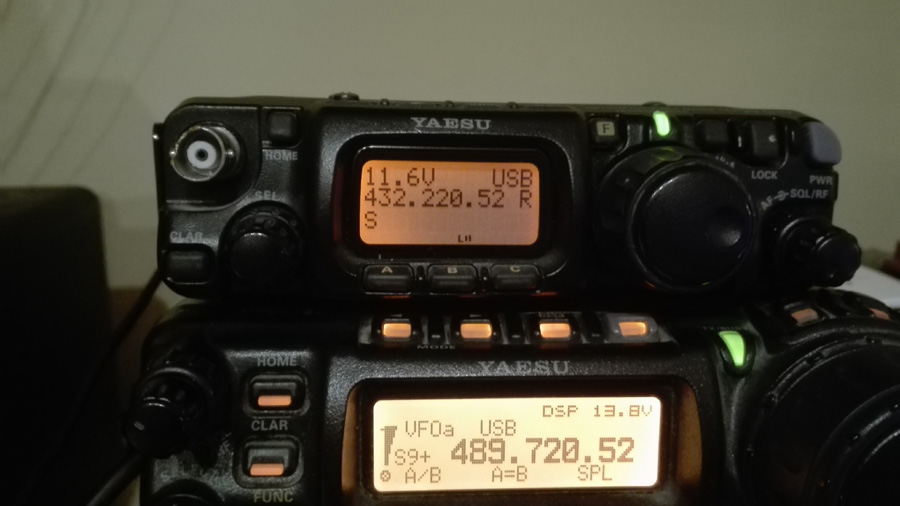 YAESU
HOME
F
11.6V USB
432.220.52 R
S
SEL
CLAR
LOCK
PWR
AF SQL/RF
A B C
MODE
YAESU
HOME
DSP 13.8V
VFOa USB
S9+ 489.720.52
A/B A=B SPL
CLAR
FUNC